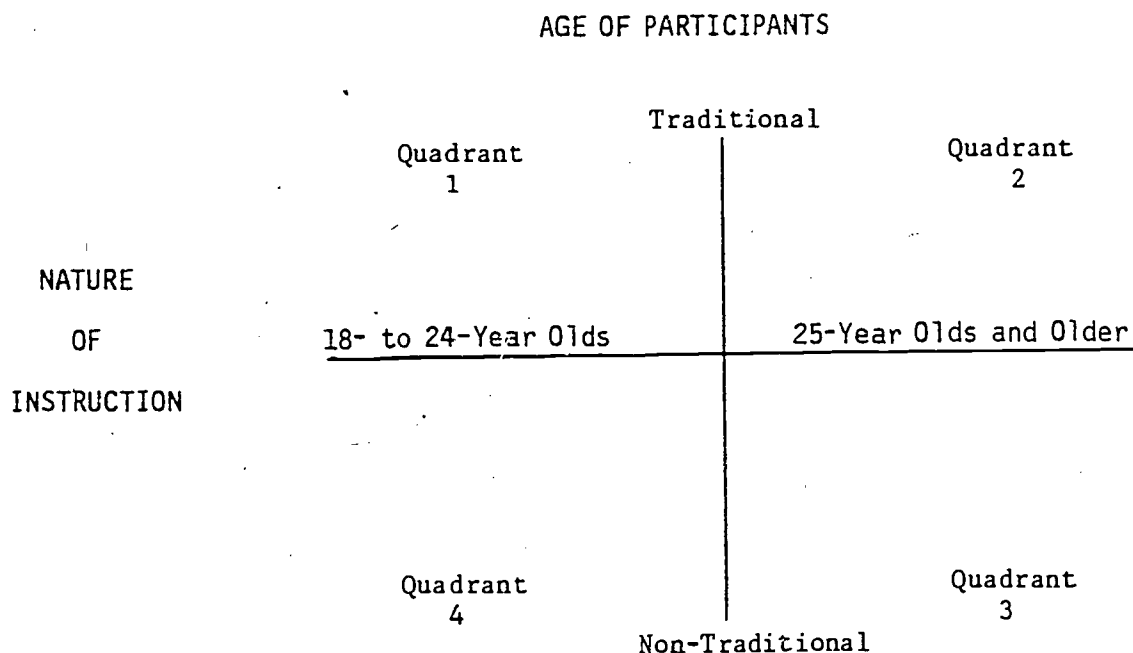 AGE OF PARTICIPANTS
Traditional
Quadrant
1
Quadrant
2
NATURE
OF
INSTRUCTION
18- to 24-Year Olds
25-Year Olds and Older
Quadrant
4
Quadrant
3
Non-Traditional